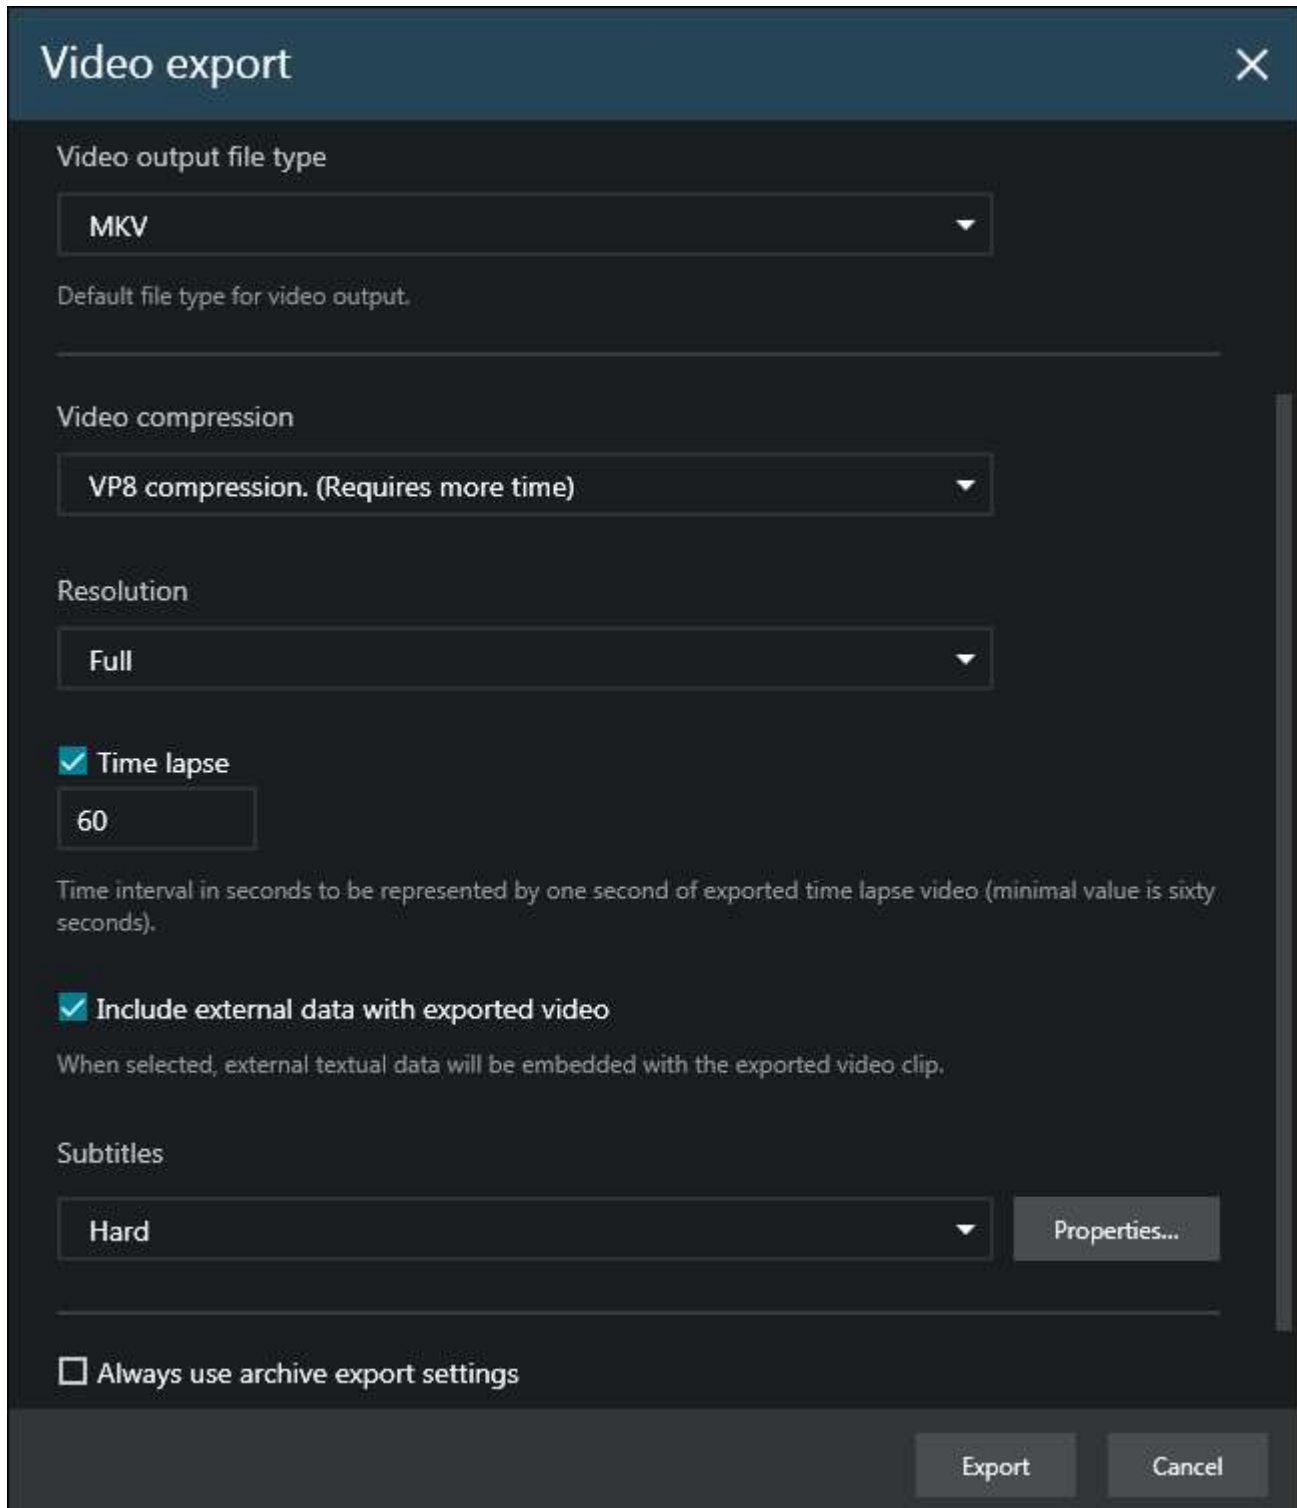 Video export
Video output file type
MKV
Default file type for video output.
Video compression
VP8 compression. (Requires more time)
Resolution
Full
Time lapse
60
Time interval in seconds to be represented by one second of exported time lapse video (minimal value is sixty
seconds).
Include external data with exported video
When selected, external textual data will be embedded with the exported video clip.
Subtitles
Hard
Properties...
Always use archive export settings
Export
Cancel